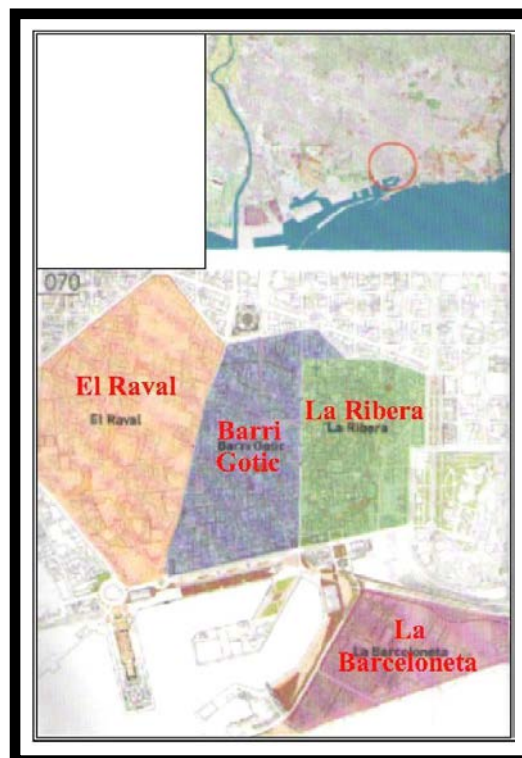 070
El Raval
El Raval
Barri
Gotic
Barri Gotic
La Ribera
La Ribera
La
Barceloneta
La Barceloneta